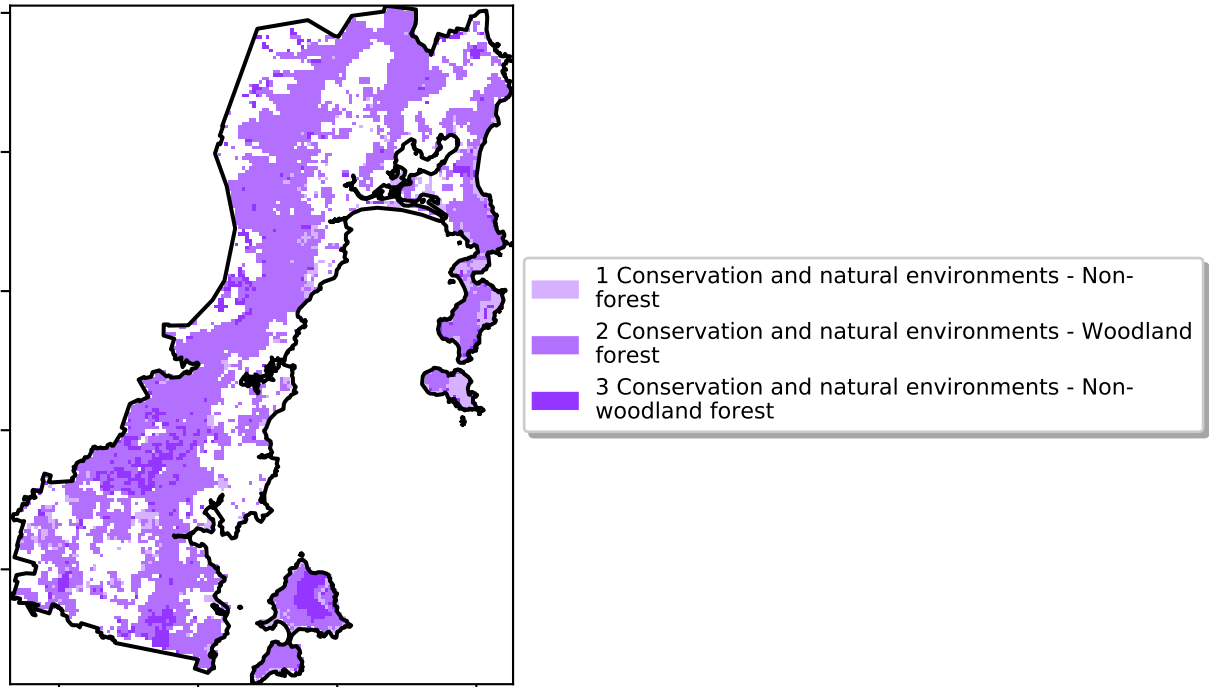 1 Conservation and natural environments - Non-
forest
2 Conservation and natural environments - Woodland
forest
3 Conservation and natural environments - Non-
woodland forest